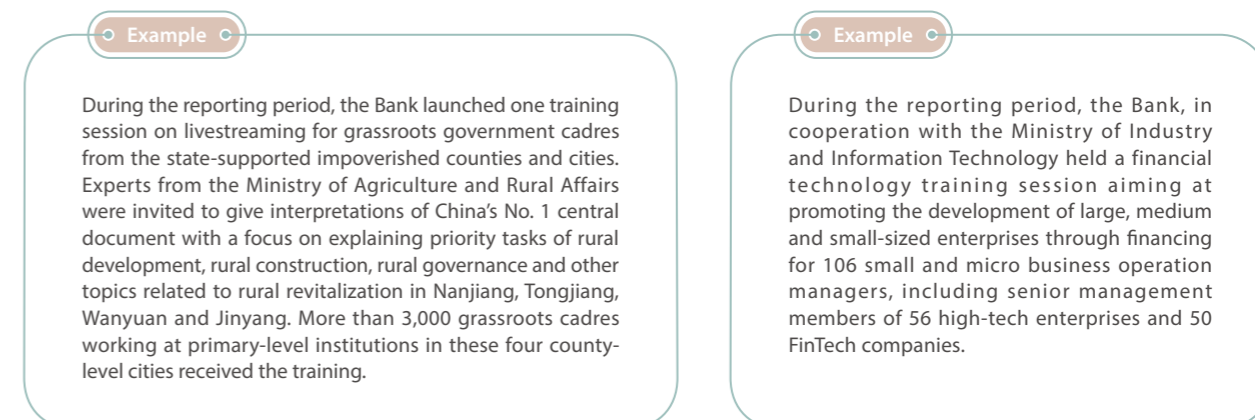 Example
During the reporting period, the Bank launched one training
session on livestreaming for grassroots government cadres
from the state-supported impoverished counties and cities.
Experts from the Ministry of Agriculture and Rural Affairs
were invited to give interpretations of China's No. 1 central
document with a focus on explaining priority tasks of rural
development, rural construction, rural governance and other
topics related to rural revitalization in Nanjiang, Tongjiang,
Wanyuan and Jinyang. More than 3,000 grassroots cadres
working at primary-level institutions in these four county-
level cities received the training.
Example
During the reporting period, the Bank, in
cooperation with the Ministry of Industry
and Information Technology held a financial
technology training session aiming at
promoting the development of large, medium
and small-sized enterprises through financing
for 106 small and micro business operation
managers, including senior management
members of 56 high-tech enterprises and 50
FinTech companies.